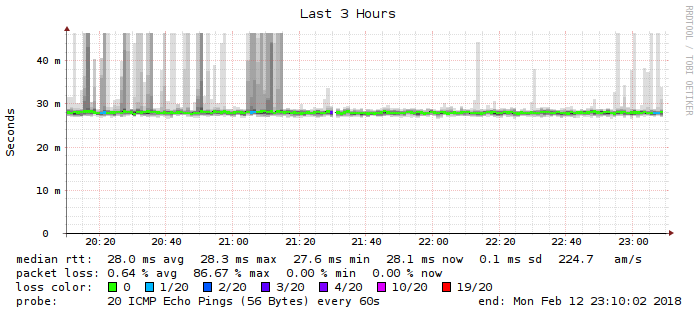 Last 3 Hours
RRDTOOL / TOBI OETIKER
Seconds
40 m
30 m
20 m
10 m
0
20:20 20:40 21:00 21:20 21:40 22:00 22:20 22:40 23:00
median rtt: 28.0 ms avg 28.3 ms max 27.6 ms min 28.1 ms now 0.1 ms sd 224.7 am/s
packet loss: 0.64 % avg 86.67 % max 0.00 % min 0.00 % now
loss color: 0 1/20 2/20 3/20 4/20 10/20 19/20
probe: 20 ICMP Echo Pings (56 Bytes) every 60s end: Mon Feb 12 23:10:02 2018